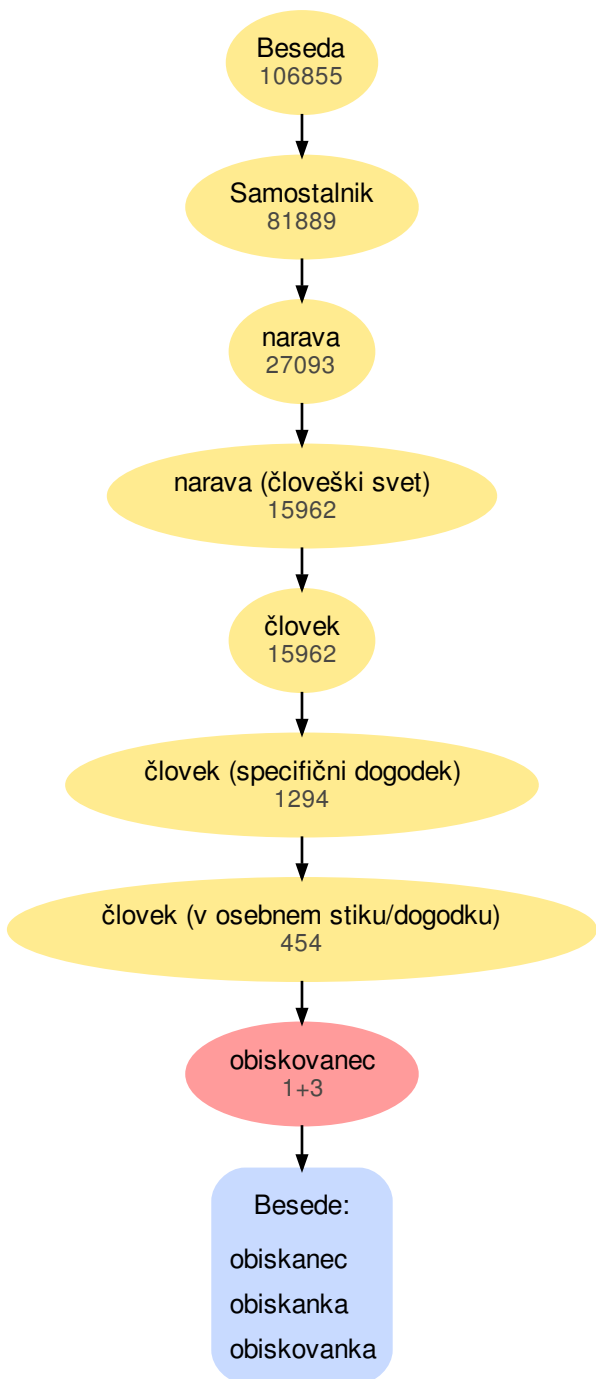 Beseda
106855
Samostalnik
81889
narava
27093
narava (človeški svet)
15962
človek
15962
človek (specifični dogodek)
1294
človek (v osebnem stiku/dogodku)
454
obiskovanec
1+3
Besede:
obiskanec
obiskanka
obiskovanka